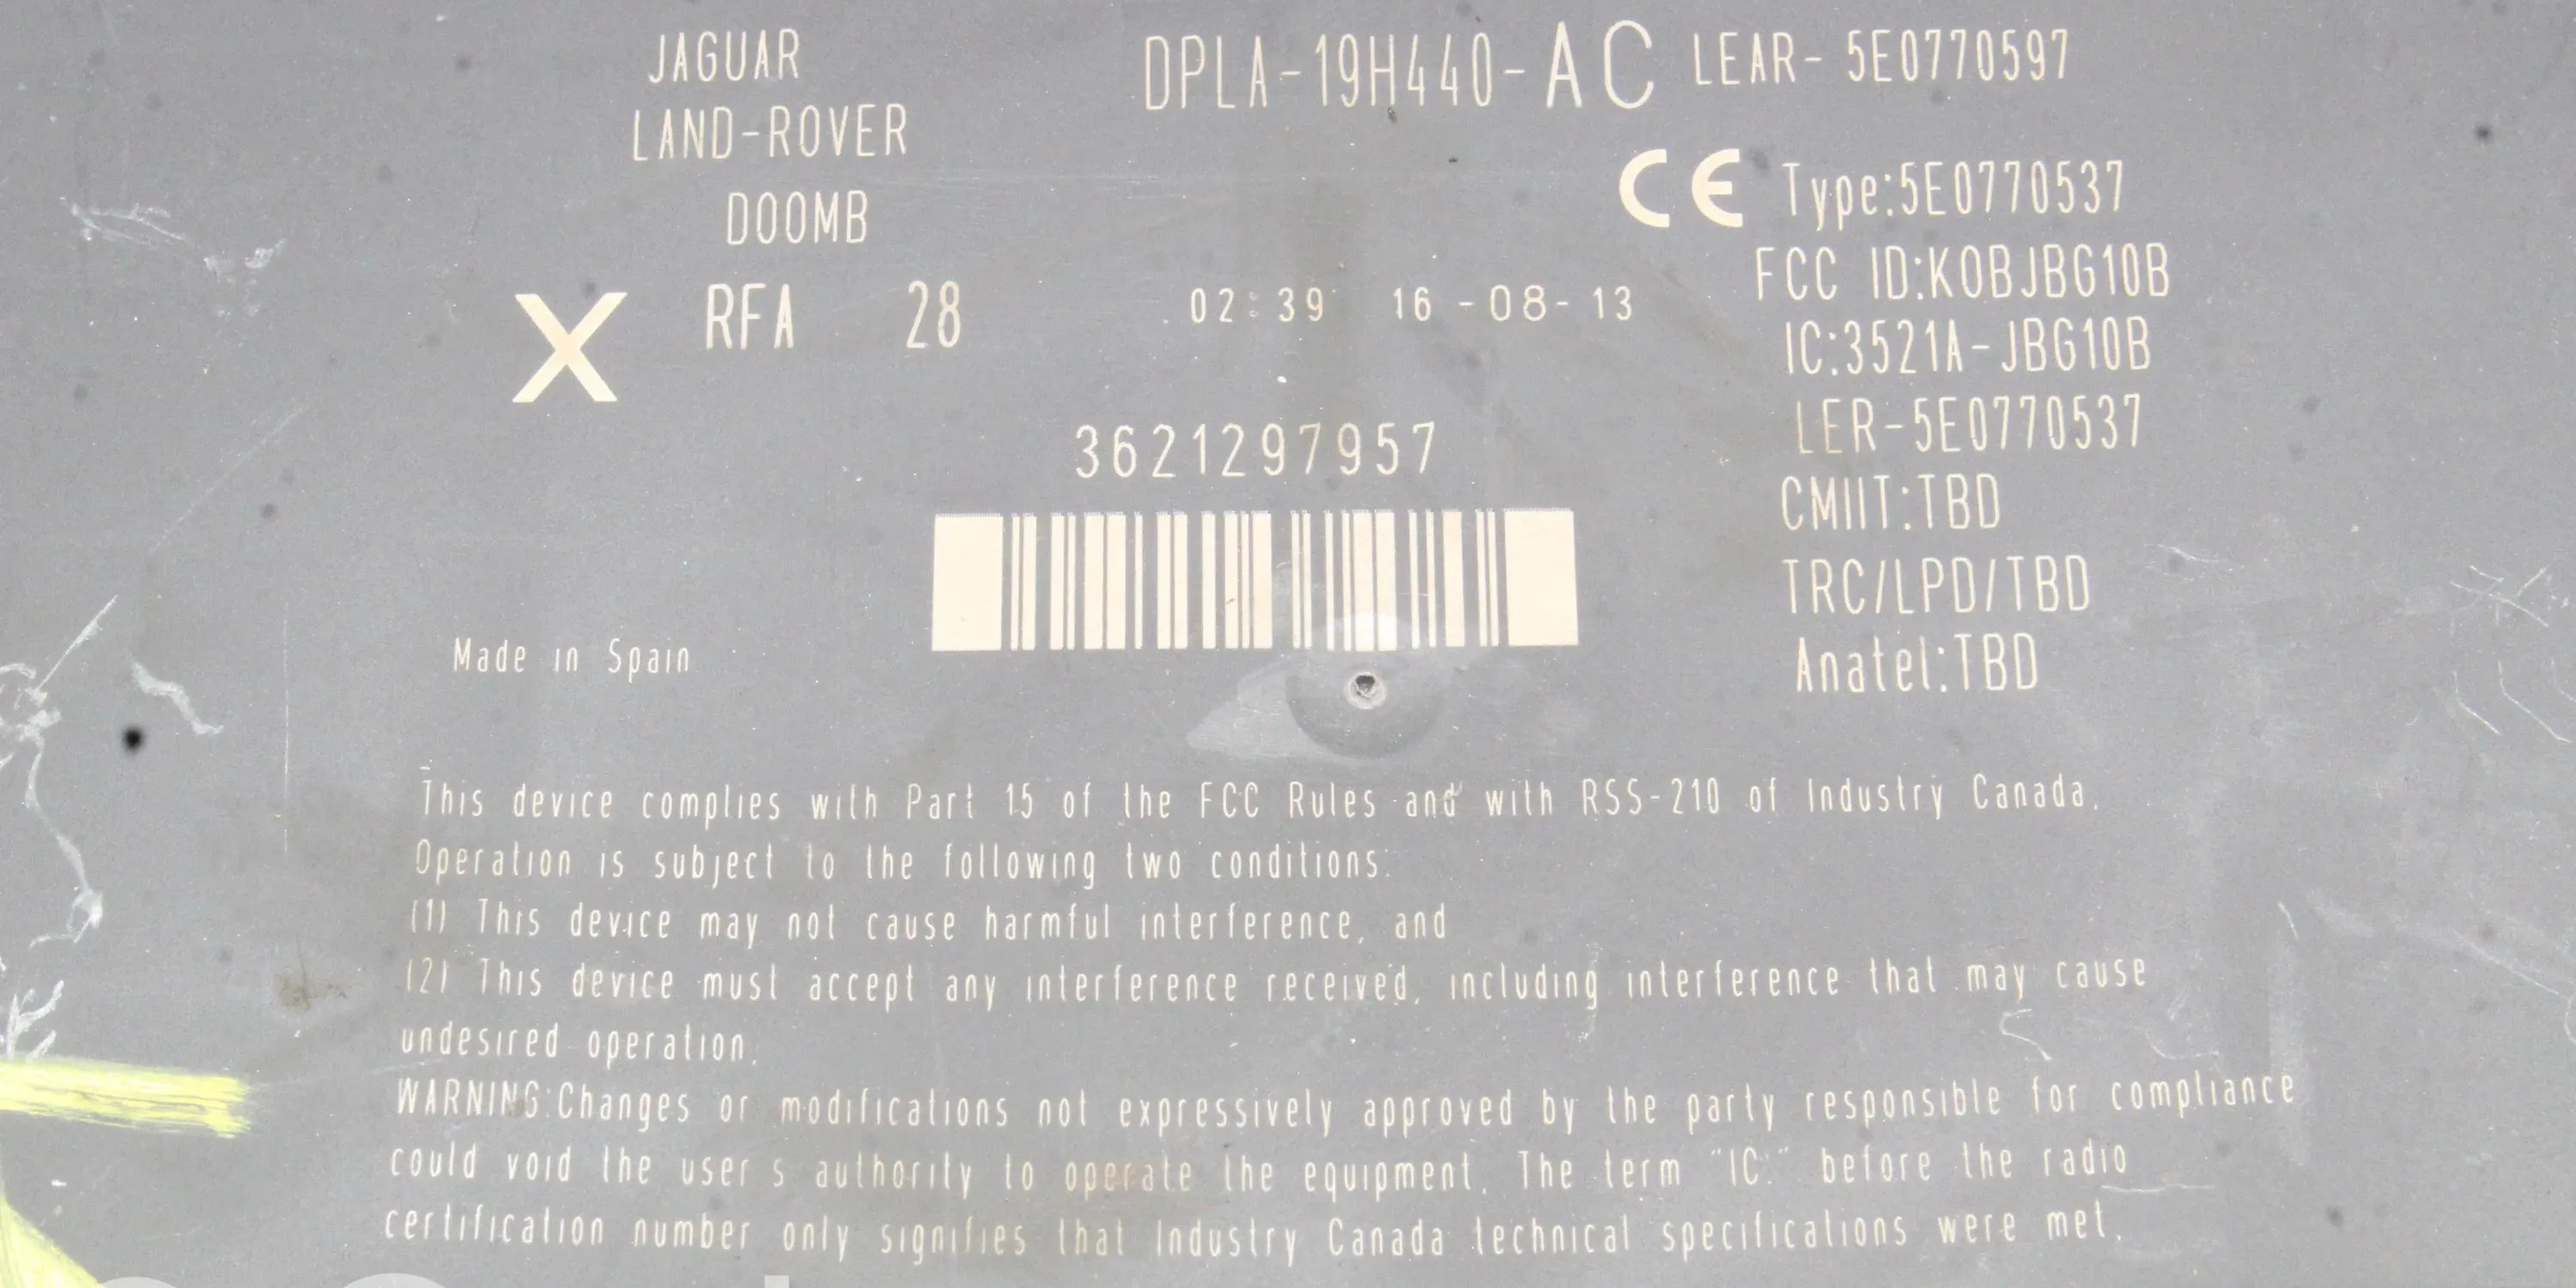 JAGUAR
LAND-ROVER
DPLA-19H440-AC LEAR- 5E0770597
DOOMB
CE Type:5E0770537
X RFA 28
02:39 16-08-13
FCC ID:KOBJBG10B
IC:3521A-JBG10B
3621297957
LER-5E0770537
CMIIT:TBD
TRC/LPD/TBD
Made in Spain
Anatel:TBD
This device complies with Part 15 of the FCC Rules and with RSS-210 of Industry Canada.
Operation is subject to the following two conditions:
(1) This device may not cause harmful interference, and
(2) This device must accept any interference received, including interference that may cause
undesired operation.
WARNING:Changes or modifications not expressively approved by the party responsible for compliance
could void the user s authority to operate the equipment. The term "IC:" before the radio
certification number only signifies that Industry Canada technical specifications were met.